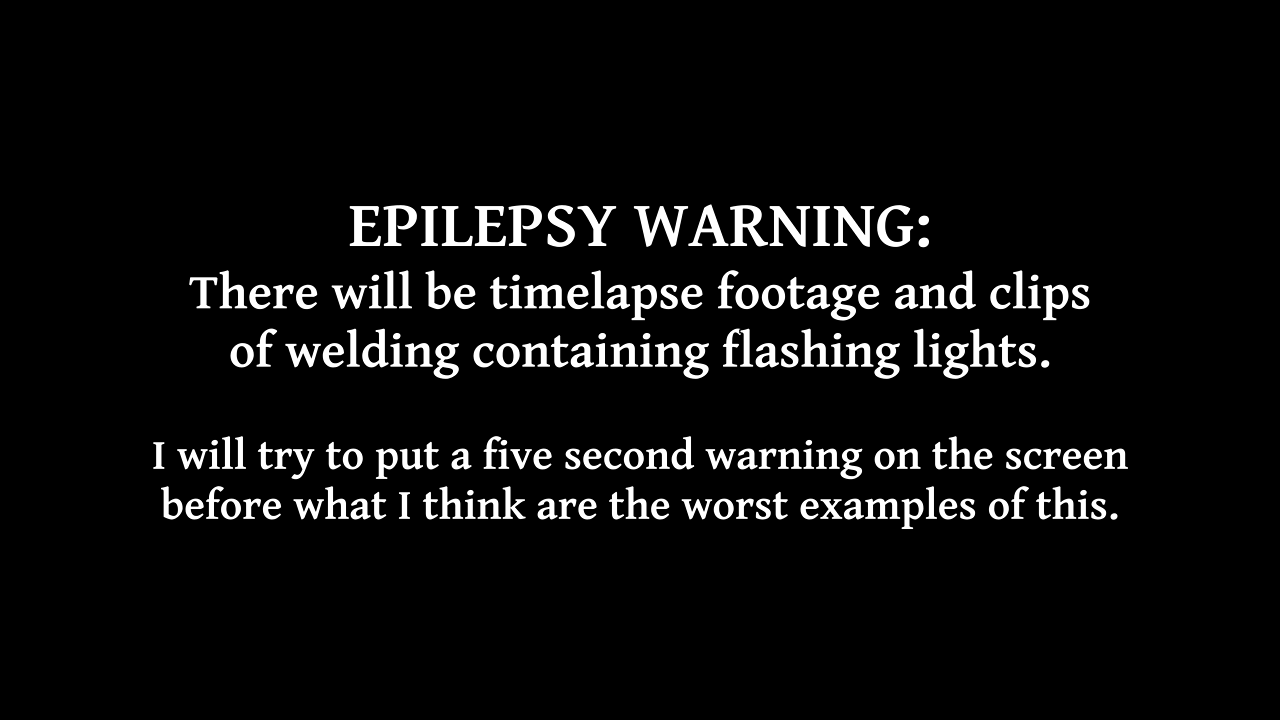 EPILEPSY WARNING:
There will be timelapse footage and clips
of welding containing flashing lights.
I will try to put a five second warning on the screen
before what I think are the worst examples of this.